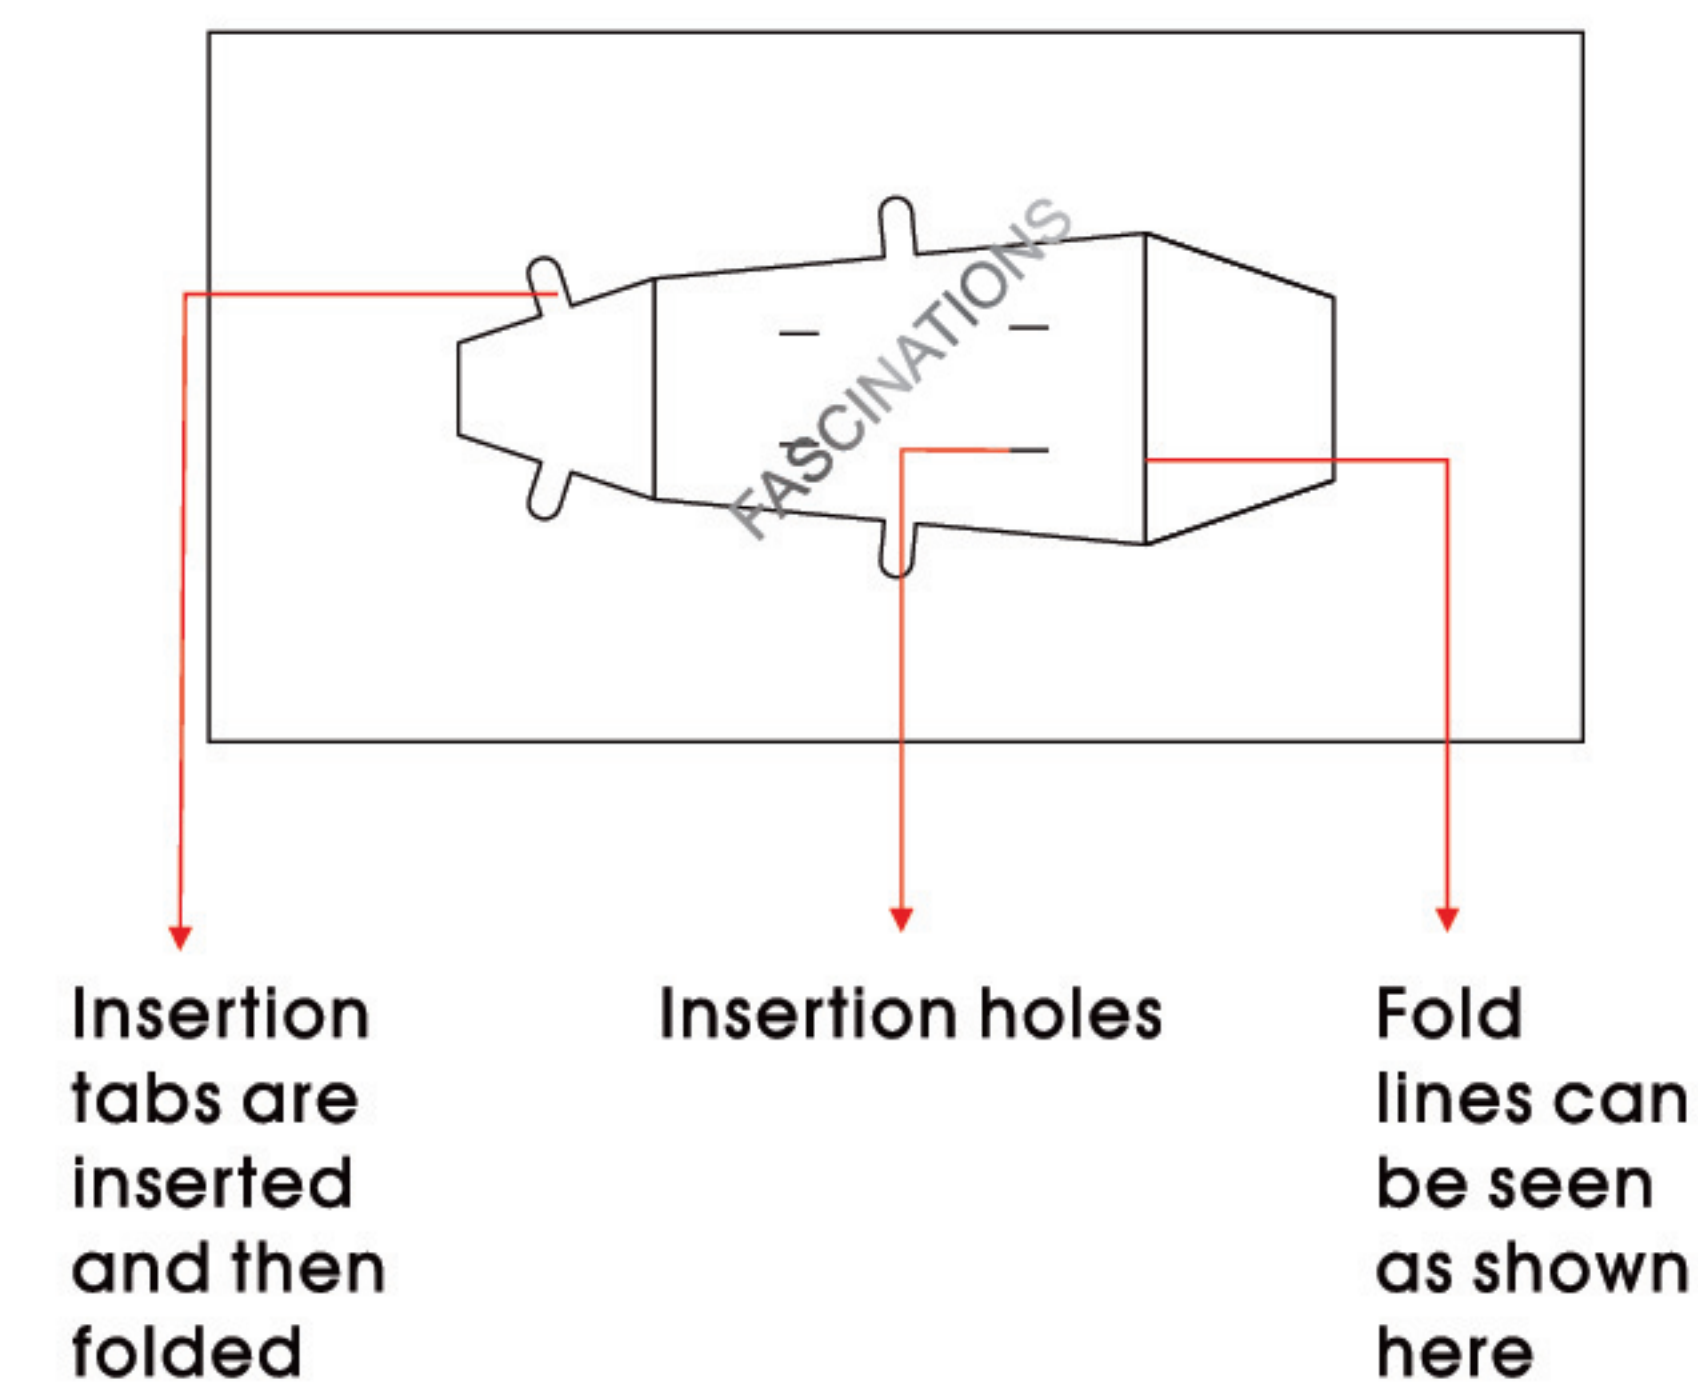 FASCINATIONS
Insertion
tabs are
inserted
and then
folded
Insertion holes
Fold
lines can
be seen
as shown
here